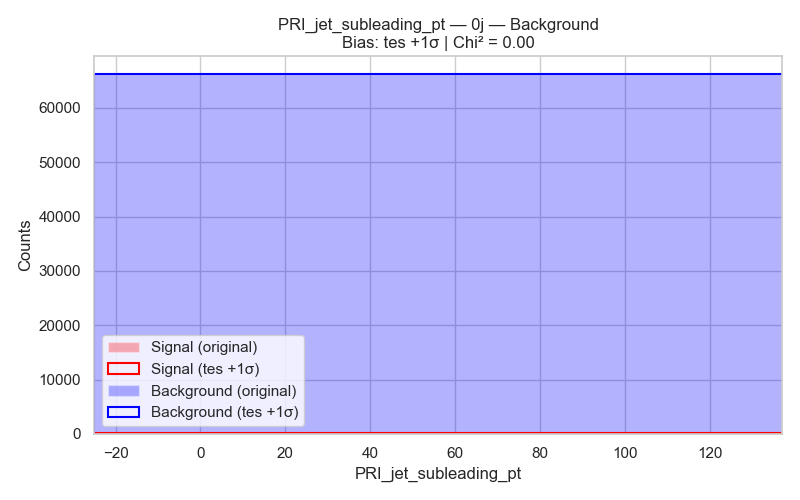 PRI_jet_subleading_pt — 0j — Background
Bias: tes +1σ | Chi² = 0.00
Counts
60000
50000
40000
30000
20000
10000
0
Signal (original)
Signal (tes +1σ)
Background (original)
Background (tes +1σ)
−20 0 20 40 60 80 100 120
PRI_jet_subleading_pt